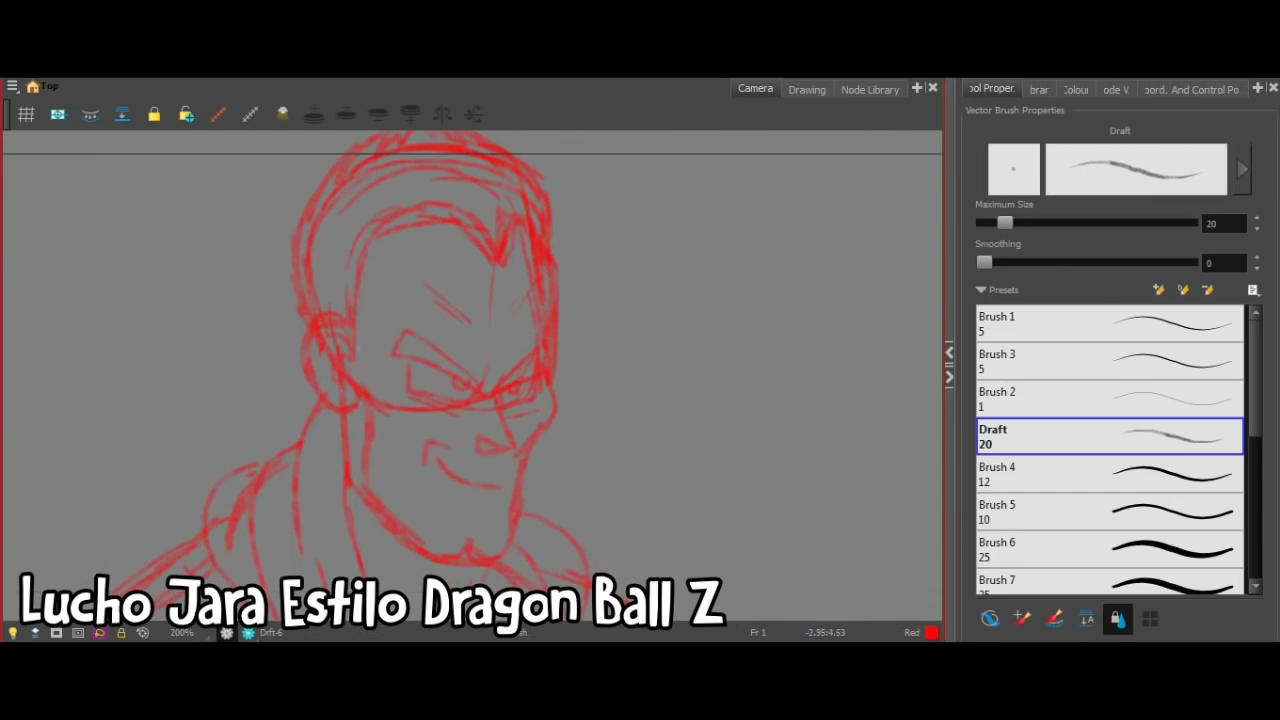 Top
Camera Drawing Node Library
ool Proper. brar Colou ode V. oord. And Control Po
Vector Brush Properties
Draft
Maximum Size
20
Smoothing
0
Presets
Brush 1
5
Brush 3
5
Brush 2
1
Draft
20
Brush 4
12
Brush 5
10
Brush 6
25
Brush 7
Lucho Jara Estilo Dragon Ball Z
200% Drft-6 Fr 1 -2.95:4.53 Red